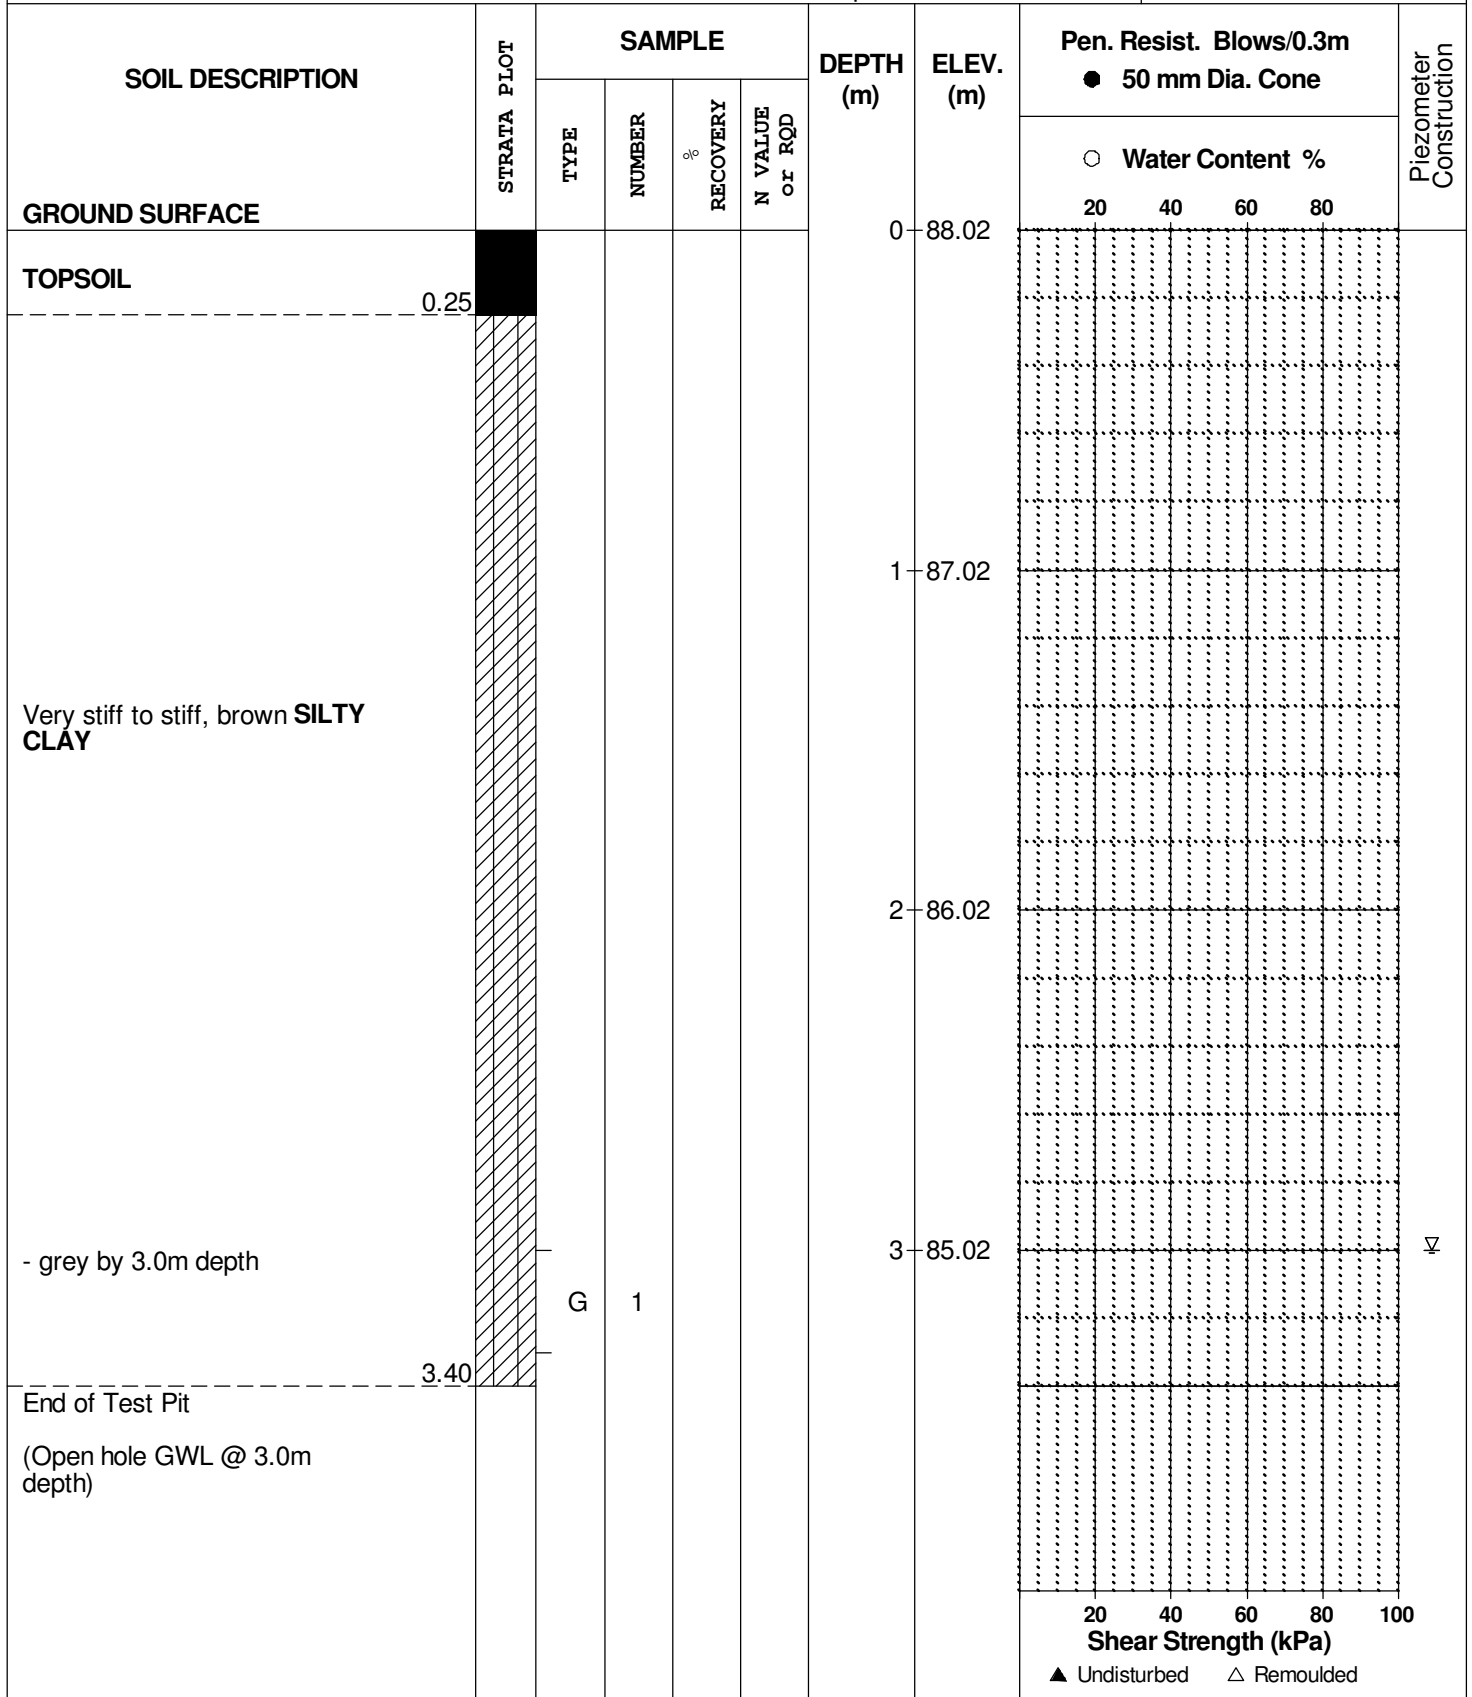 SOIL DESCRIPTION
GROUND SURFACE
STRATA PLOT
SAMPLE
TYPE
NUMBER
%
RECOVERY
N VALUE
or RQD
DEPTH
(m)
ELEV.
(m)
Pen. Resist. Blows/0.3m
● 50 mm Dia. Cone
○ Water Content %
20 40 60 80
Piezometer
Construction
0 88.02
TOPSOIL
0.25
1 87.02
Very stiff to stiff, brown SILTY
CLAY
2 86.02
3 85.02
- grey by 3.0m depth
G 1
3.40
End of Test Pit
(Open hole GWL @ 3.0m
depth)
20 40 60 80 100
Shear Strength (kPa)
▲ Undisturbed △ Remoulded